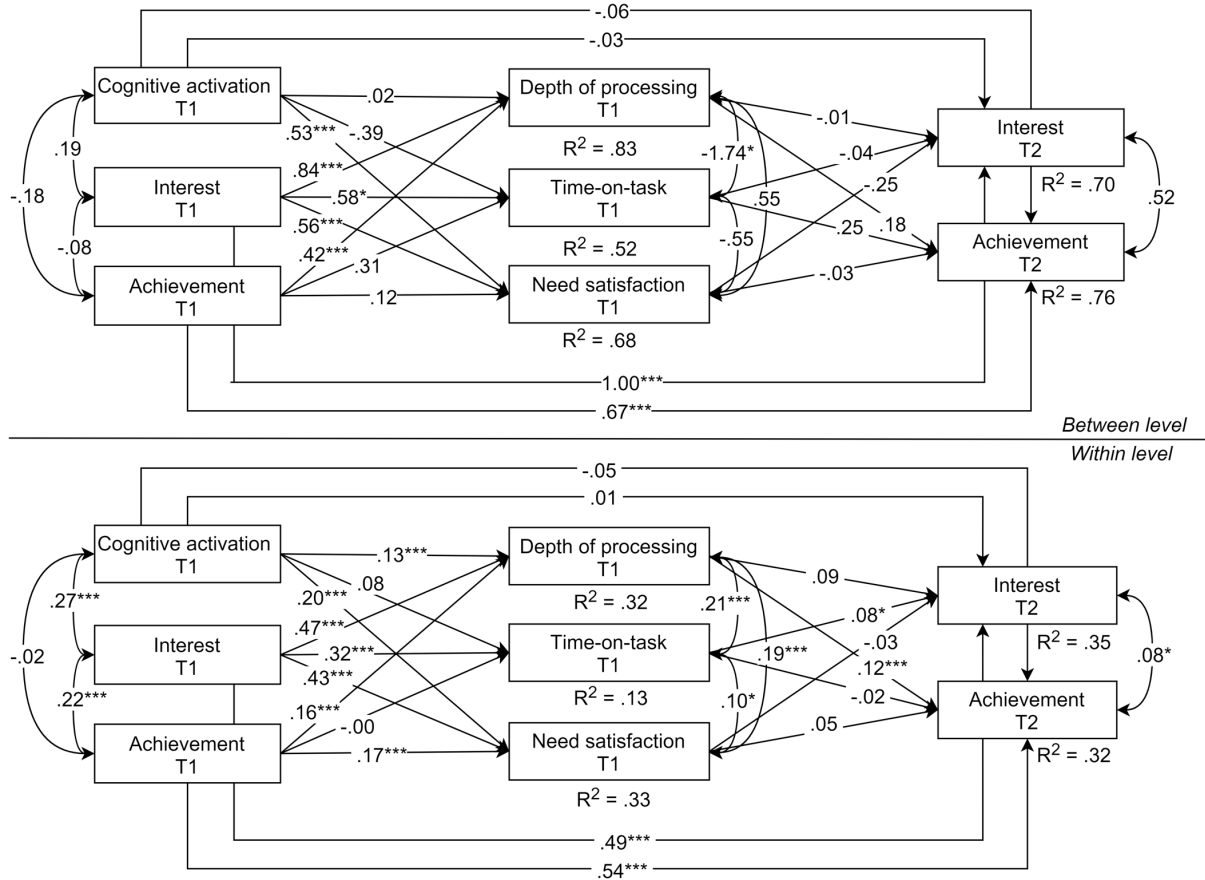 -.06
-.03
Cognitive activation
T1
Depth of processing
T1
Interest
T2
.02
.53***
-.39
-.01
R² = .83
.19
-1.74*
-.04
.84***
Interest
T1
Time-on-task
T1
-.25
R² = .70
-.18
.58*
.55
.52
.56***
.18
.25
Achievement
T2
-.08
.42***
R² = .52
-.55
.31
Achievement
T1
Need satisfaction
T1
-.03
.12
R² = .76
R² = .68
1.00***
.67***
Between level
Within level
-.05
.01
Cognitive activation
T1
Depth of processing
T1
.13***
.08
.09
Interest
T2
.20***
R² = .32
.27***
.21***
.08*
.47***
-.03
Interest
T1
Time-on-task
T1
R² = .35
-.02
.32***
.19***
.08*
.43***
.12***
.22***
R² = .13
.10*
-.02
Achievement
T2
.16***
-.00
.05
Achievement
T1
Need satisfaction
T1
.17***
R² = .32
R² = .33
.49***
.54***